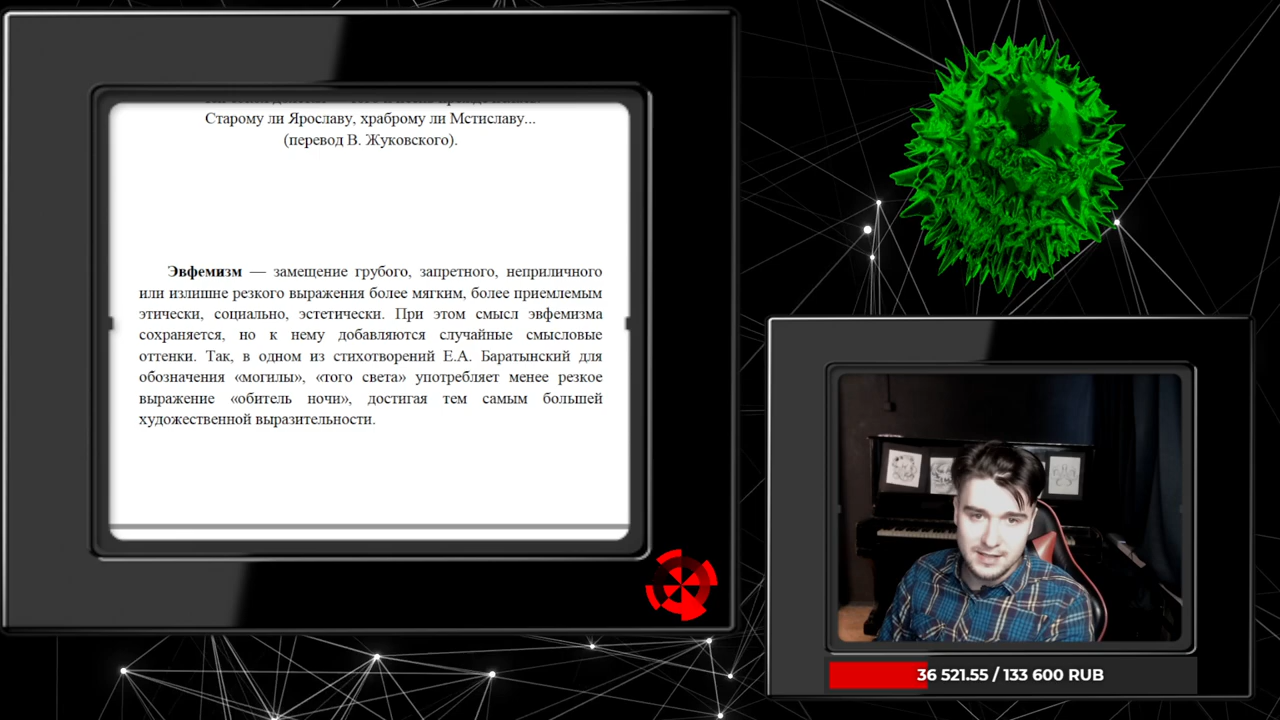 Старому ли Ярославу, храброму ли Мстиславу...
(перевод В. Жуковского).
Эвфемизм — замещение грубого, запретного, неприличного
или излишне резкого выражения более мягким, более приемлемым
этически, социально, эстетически. При этом смысл эвфемизма
сохраняется, но к нему добавляются случайные смысловые
оттенки. Так, в одном из стихотворений Е.А. Баратынский для
обозначения «могилы», «того света» употребляет менее резкое
выражение «обитель ночи», достигая тем самым большей
художественной выразительности.
36 521.55 / 133 600 RUB